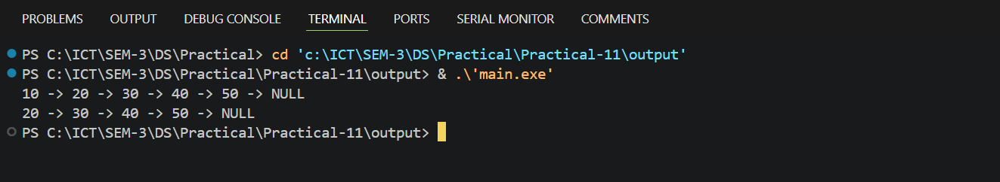 PROBLEMS OUTPUT DEBUG CONSOLE TERMINAL PORTS SERIAL MONITOR COMMENTS
PS C:\ICT\SEM-3\DS\Practical> cd 'c:\ICT\SEM-3\DS\Practical\Practical-11\output'
PS C:\ICT\SEM-3\DS\Practical\Practical-11\output> & .\'main.exe'
10 -> 20 -> 30 -> 40 -> 50 -> NULL
20 -> 30 -> 40 -> 50 -> NULL
PS C:\ICT\SEM-3\DS\Practical\Practical-11\output>